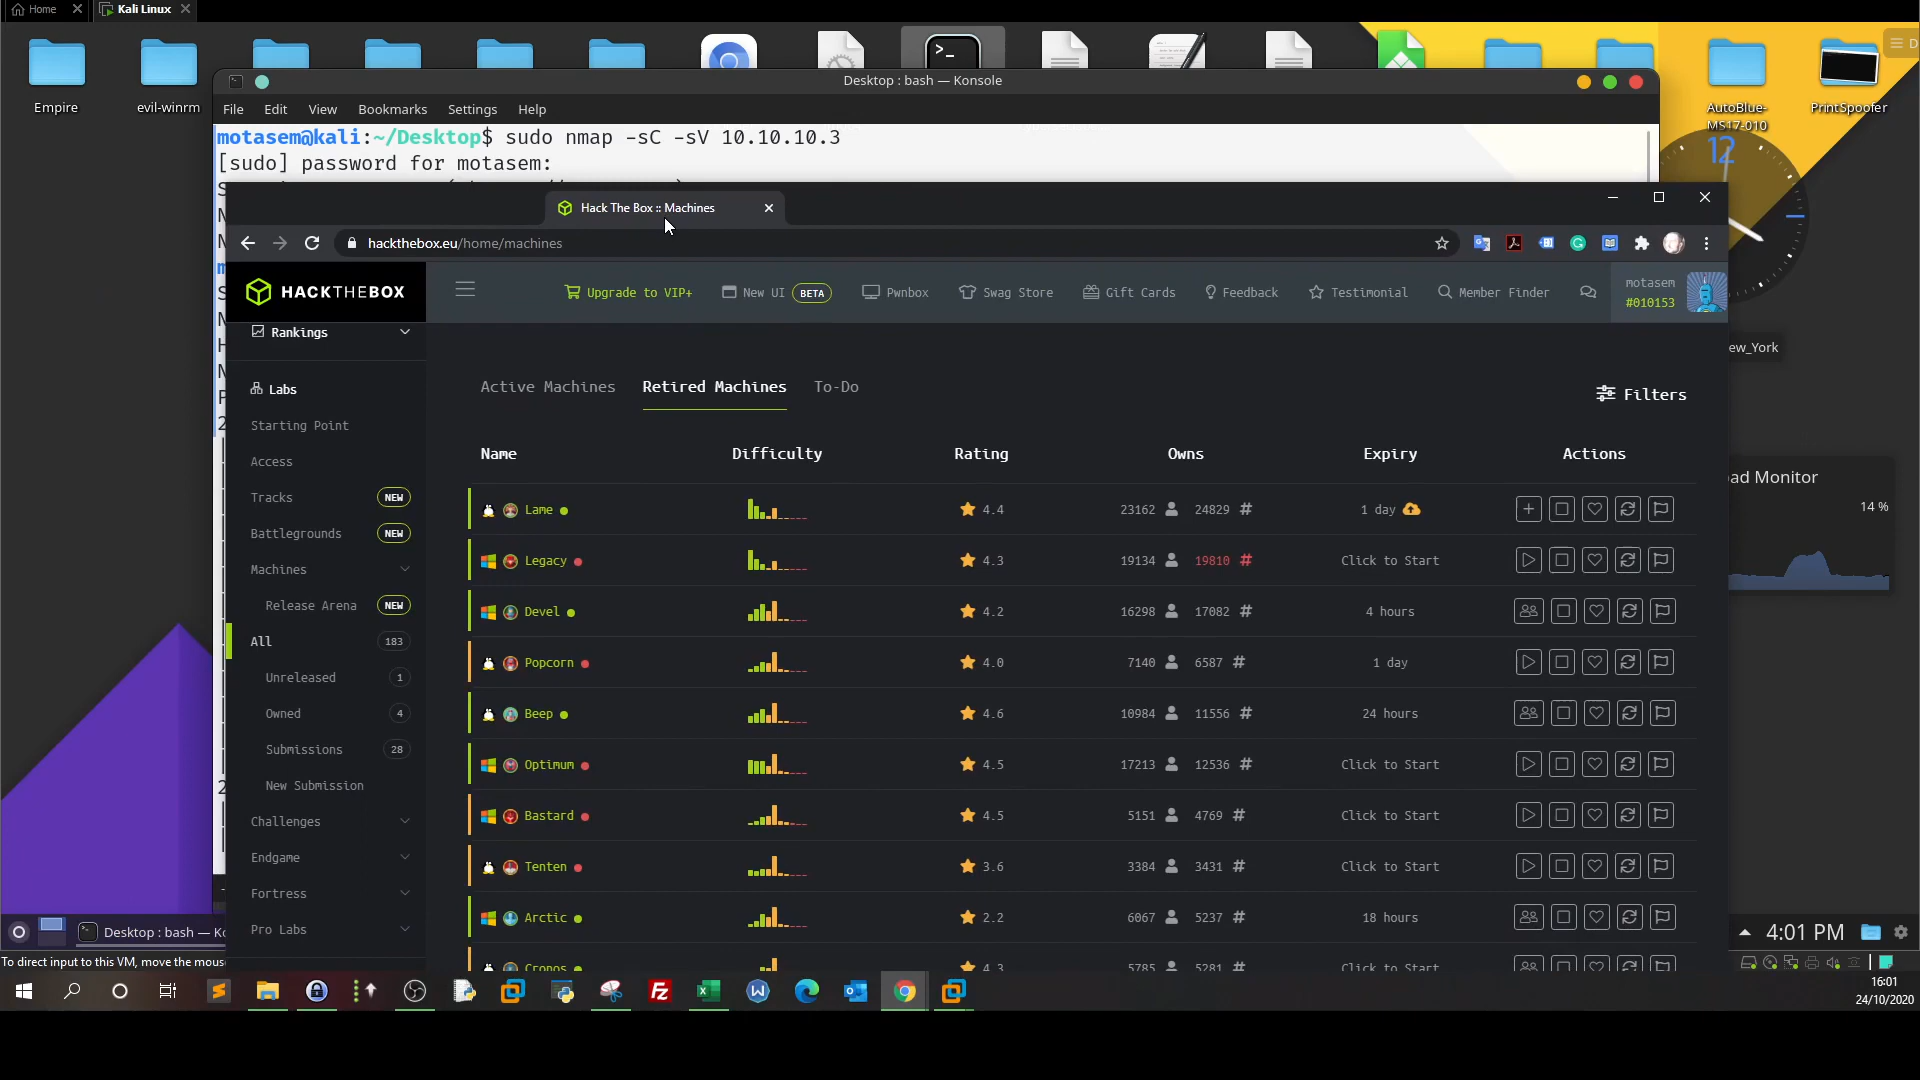 Home
Kali Linux
Empire
evil-winrm
AutoBlue-
MS17-010
PrintSpoofer
D
Desktop : bash — Konsole
File Edit View Bookmarks Settings Help
motasem@kali:~/Desktop$ sudo nmap -sC -sV 10.10.10.3
[sudo] password for motasem:
12
Hack The Box :: Machines
hackthebox.eu/home/machines
HACKTHEBOX
Upgrade to VIP+
New UI BETA
Pwnbox
Swag Store
Gift Cards
Feedback
Testimonial
Member Finder
motasem
#010153
Rankings
Labs
Starting Point
Access
Tracks NEW
Battlegrounds NEW
Machines
Release Arena NEW
All 183
Unreleased 1
Owned 4
Submissions 28
New Submission
Challenges
Endgame
Fortress
Pro Labs
Active Machines Retired Machines To-Do
Filters
Name Difficulty Rating Owns Expiry Actions
Lame 4.4 23162 24829 # 1 day
Legacy 4.3 19134 19810 # Click to Start
Devel 4.2 16298 17082 # 4 hours
Popcorn 4.0 7140 6587 # 1 day
Beep 4.6 10984 11556 # 24 hours
Optimum 4.5 17213 12536 # Click to Start
Bastard 4.5 5151 4769 # Click to Start
Tenten 3.6 3384 3431 # Click to Start
Arctic 2.2 6067 5237 # 18 hours
Cronos 4.3 5785 5281 # Click to Start
ew_York
ad Monitor
14 %
Desktop : bash — Ko
4:01 PM
To direct input to this VM, move the mous
16:01
24/10/2020